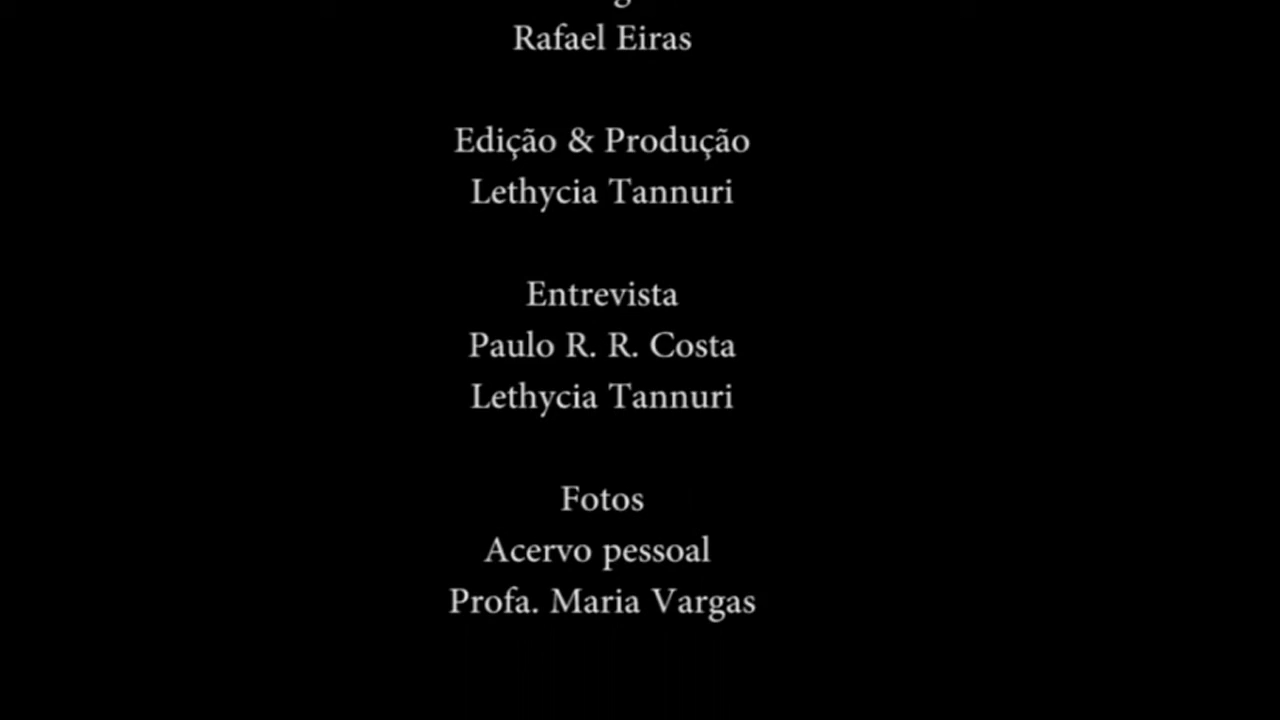 Rafael Eiras
Edição & Produção
Lethycia Tannuri
Entrevista
Paulo R. R. Costa
Lethycia Tannuri
Fotos
Acervo pessoal
Profa. Maria Vargas